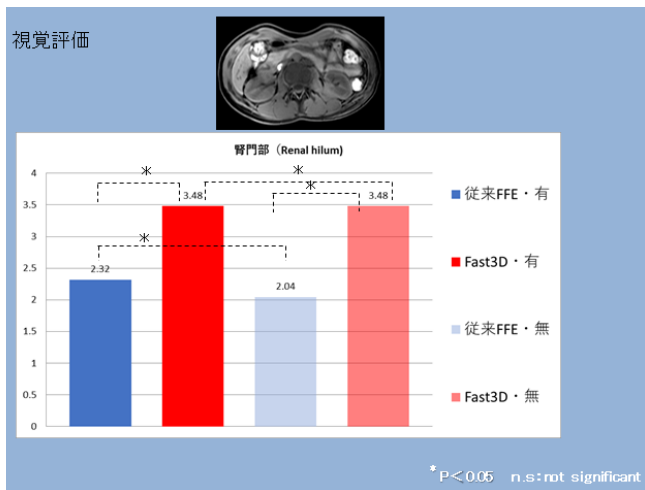 視覚評価
腎門部（Renal hilum)
4
3.5
3
2.5
2
1.5
1
0.5
0
*
*
*
*
3.48
3.48
2.32
2.04
従来FFE・有
Fast3D・有
従来FFE・無
Fast3D・無
*P＜0.05 n.s:not significant